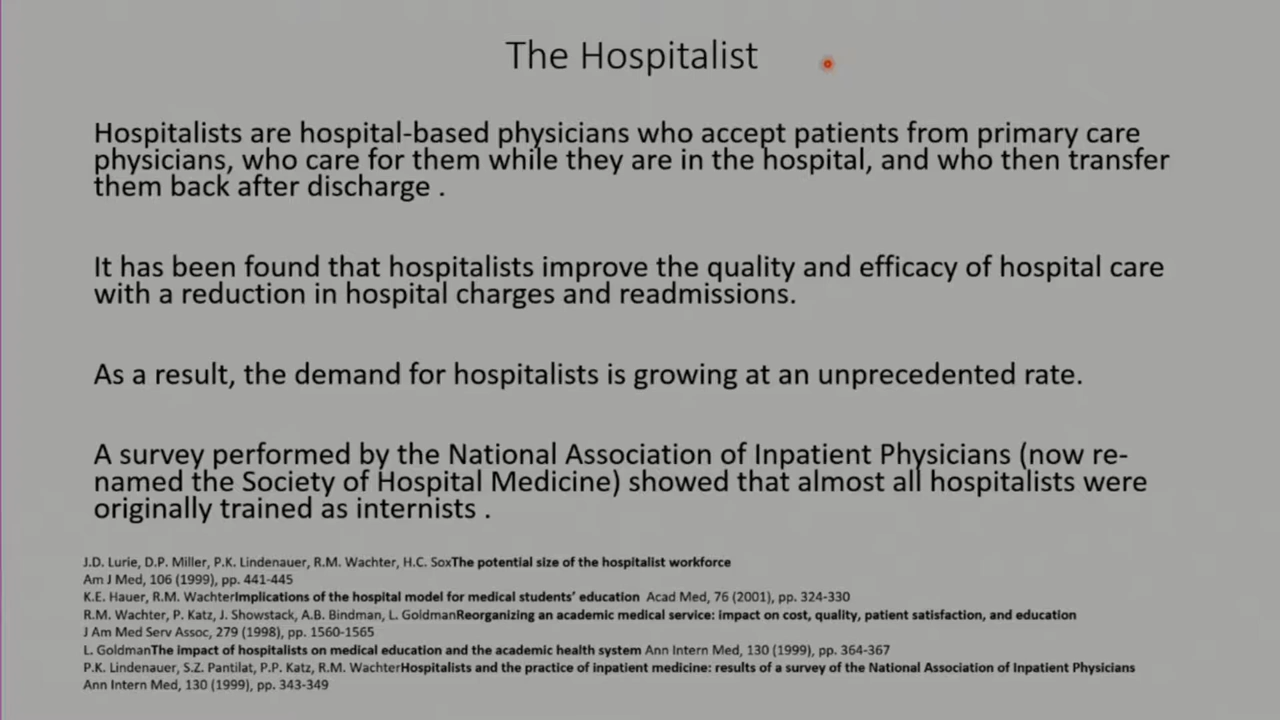 The Hospitalist
Hospitalists are hospital-based physicians who accept patients from primary care
physicians, who care for them while they are in the hospital, and who then transfer
them back after discharge .
It has been found that hospitalists improve the quality and efficacy of hospital care
with a reduction in hospital charges and readmissions.
As a result, the demand for hospitalists is growing at an unprecedented rate.
A survey performed by the National Association of Inpatient Physicians (now re-
named the Society of Hospital Medicine) showed that almost all hospitalists were
originally trained as internists .
J.D. Lurie, D.P. Miller, P.K. Lindenauer, R.M. Wachter, H.C. SoxThe potential size of the hospitalist workforce
Am J Med, 106 (1999), pp. 441-445
K.E. Hauer, R.M. WachterImplications of the hospital model for medical students' education Acad Med, 76 (2001), pp. 324-330
R.M. Wachter, P. Katz, J. Showstack, A.B. Bindman, L. GoldmanReorganizing an academic medical service: impact on cost, quality, patient satisfaction, and education
J Am Med Serv Assoc, 279 (1998), pp. 1560-1565
L. GoldmanThe impact of hospitalists on medical education and the academic health system Ann Intern Med, 130 (1999), pp. 364-367
P.K. Lindenauer, S.Z. Pantilat, P.P. Katz, R.M. WachterHospitalists and the practice of inpatient medicine: results of a survey of the National Association of Inpatient Physicians
Ann Intern Med, 130 (1999), pp. 343-349